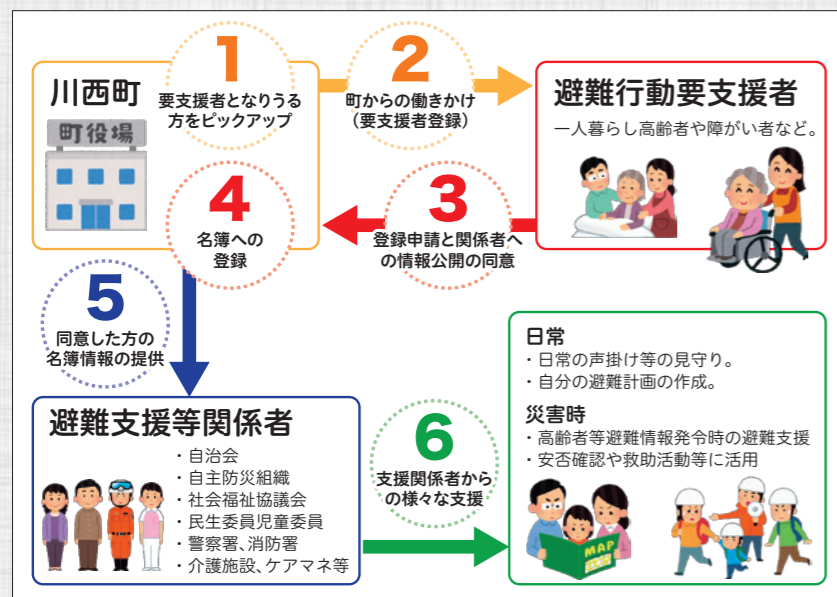 川西町
町役場
1
要支援者となりうる
方をピックアップ
2
町からの働きかけ
（要支援者登録）
避難行動要支援者
一人暮らし高齢者や障がい者など。
3
登録申請と関係者へ
の情報公開の同意
4
名簿への
登録
5
同意した方の
名簿情報の提供
避難支援等関係者
・自治会
・自主防災組織
・社会福祉協議会
・民生委員児童委員
・警察署、消防署
・介護施設、ケアマネ等
6
支援関係者から
の様々な支援
日常
・日常の声掛け等の見守り。
・自分の避難計画の作成。
災害時
・高齢者等避難情報発令時の避難支援
・安否確認や救助活動等に活用
MAP